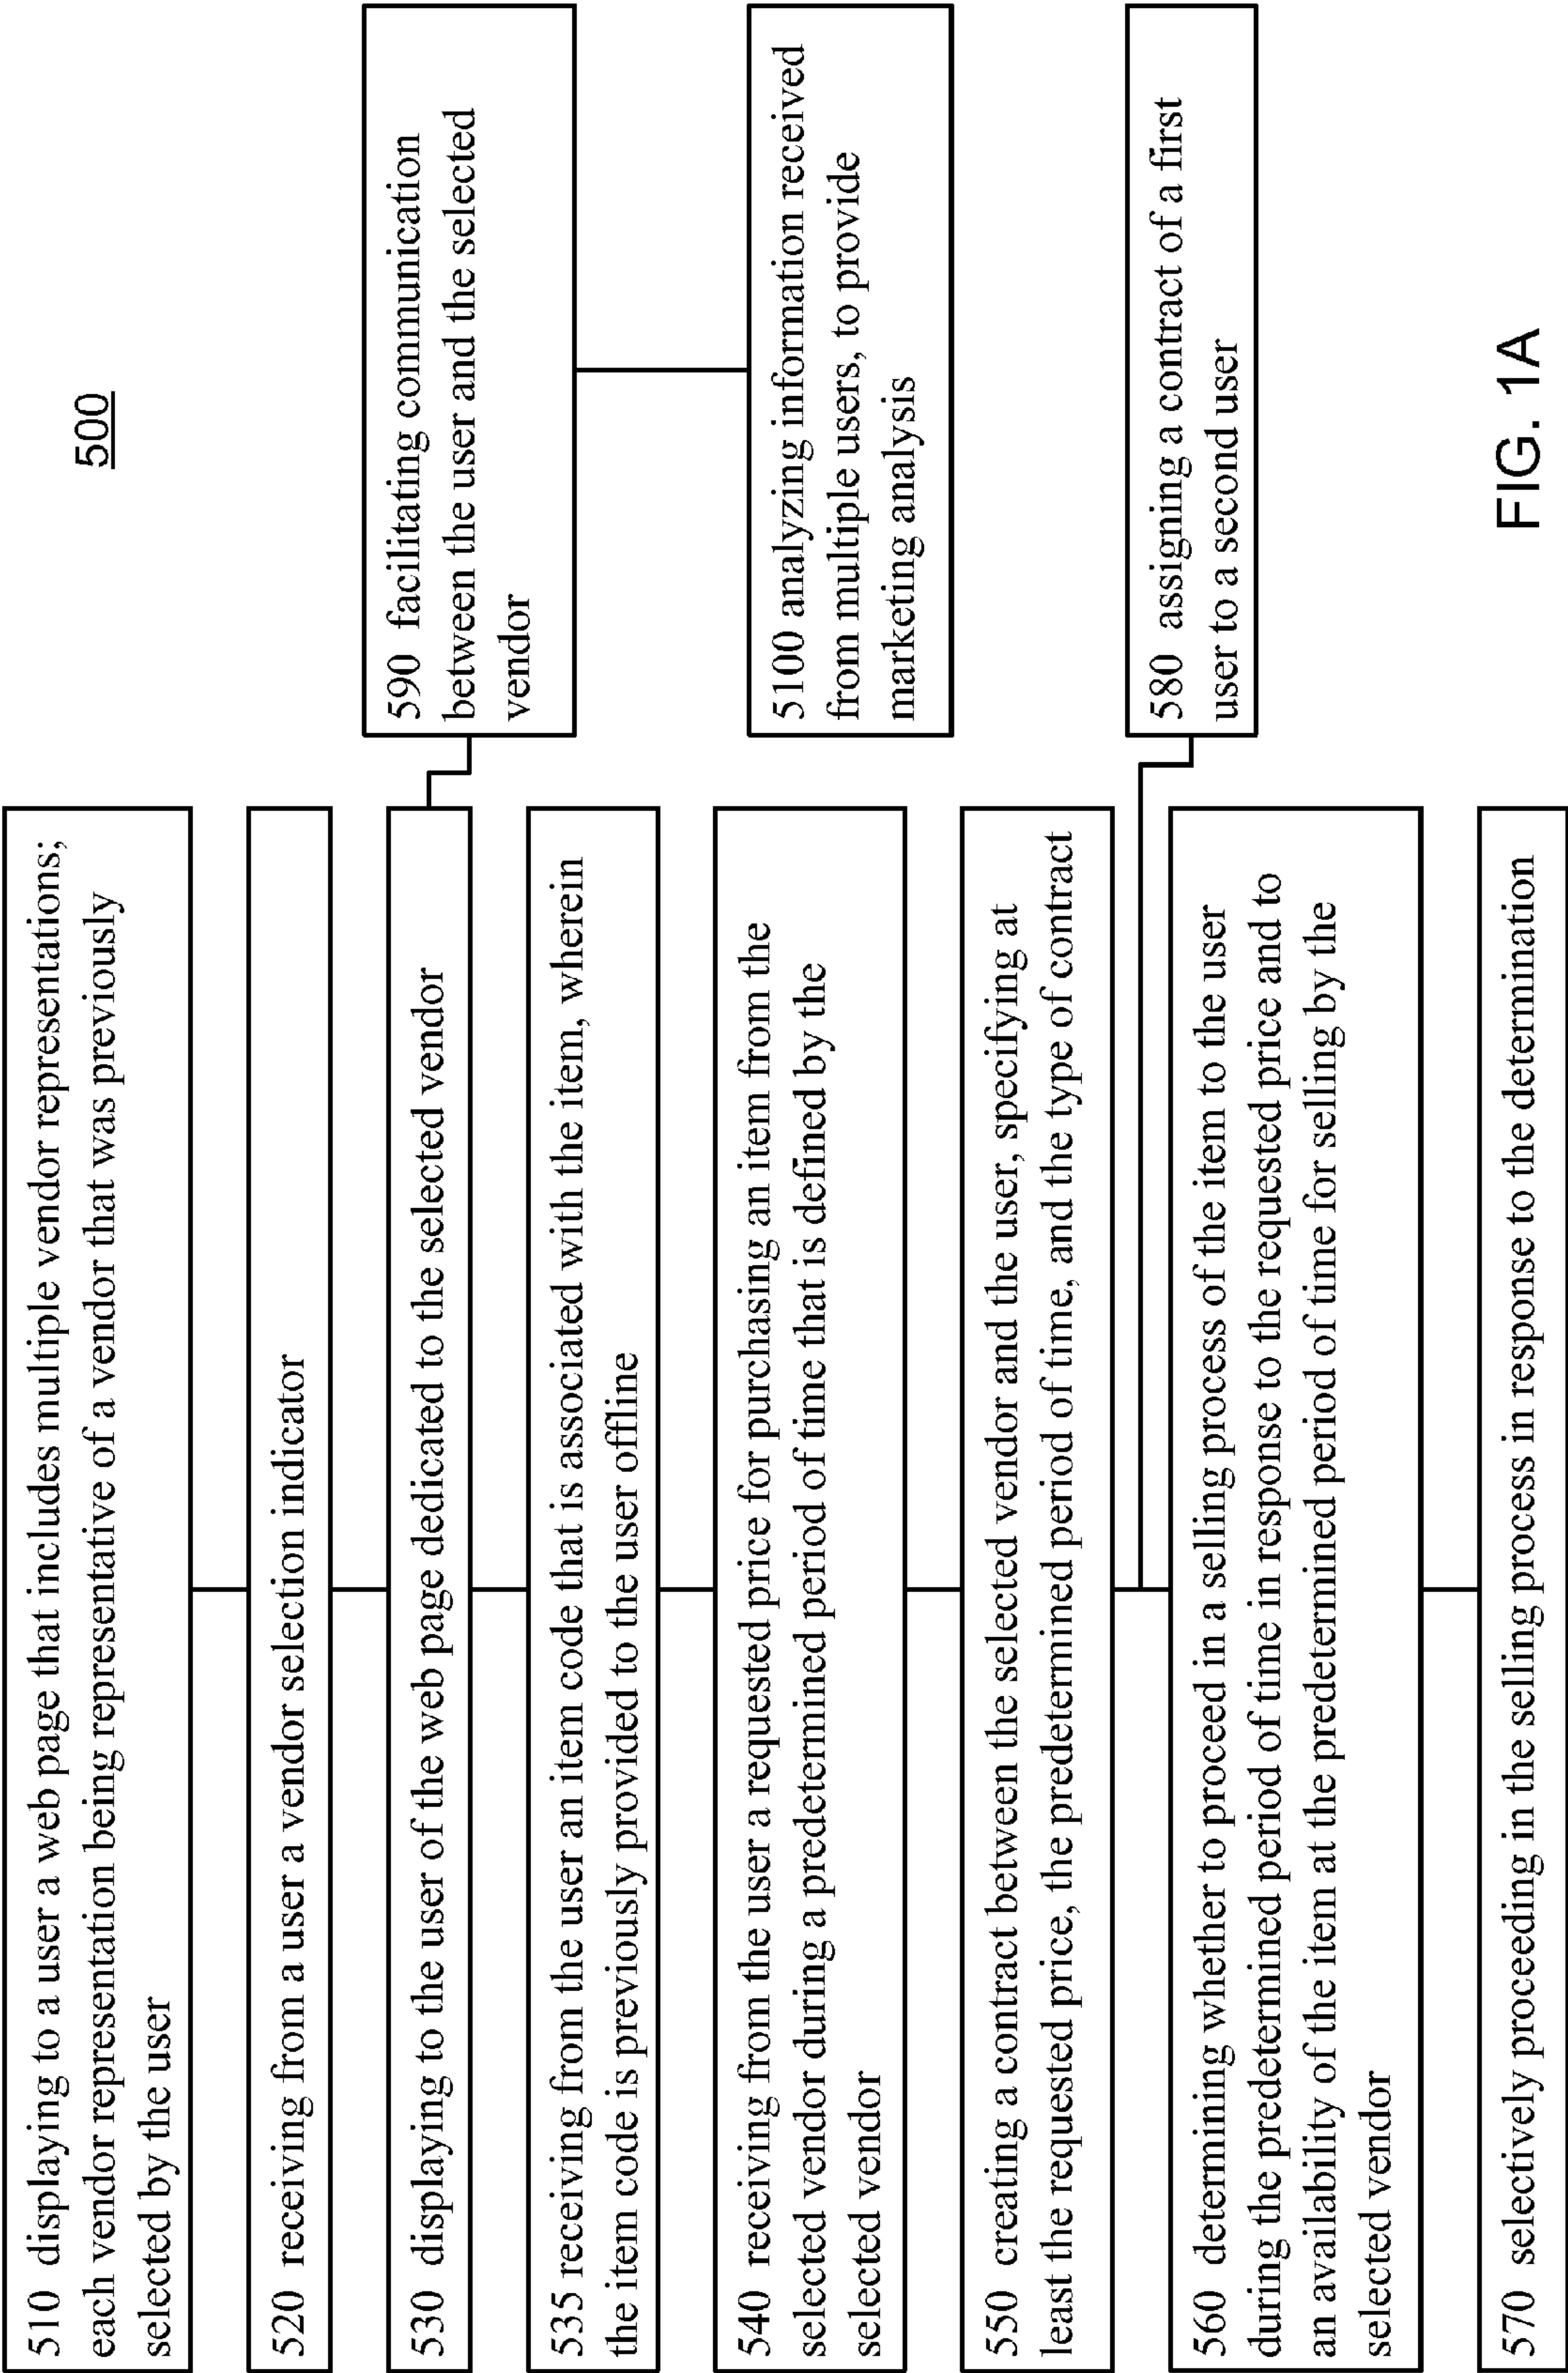 500
510 displaying to a user a web page that includes multiple vendor representations;
each vendor representation being representative of a vendor that was previously
selected by the user
520 receiving from a user a vendor selection indicator
530 displaying to the user of the web page dedicated to the selected vendor
535 receiving from the user an item code that is associated with the item, wherein
the item code is previously provided to the user offline
540 receiving from the user a requested price for purchasing an item from the
selected vendor during a predetermined period of time that is defined by the
selected vendor
550 creating a contract between the selected vendor and the user, specifying at
least the requested price, the predetermined period of time, and the type of contract
560 determining whether to proceed in a selling process of the item to the user
during the predetermined period of time in response to the requested price and to
an availability of the item at the predetermined period of time for selling by the
selected vendor
570 selectively proceeding in the selling process in response to the determination
590 facilitating communication
between the user and the selected
vendor
5100 analyzing information received
from multiple users, to provide
marketing analysis
580 assigning a contract of a first
user to a second user
FIG. 1A